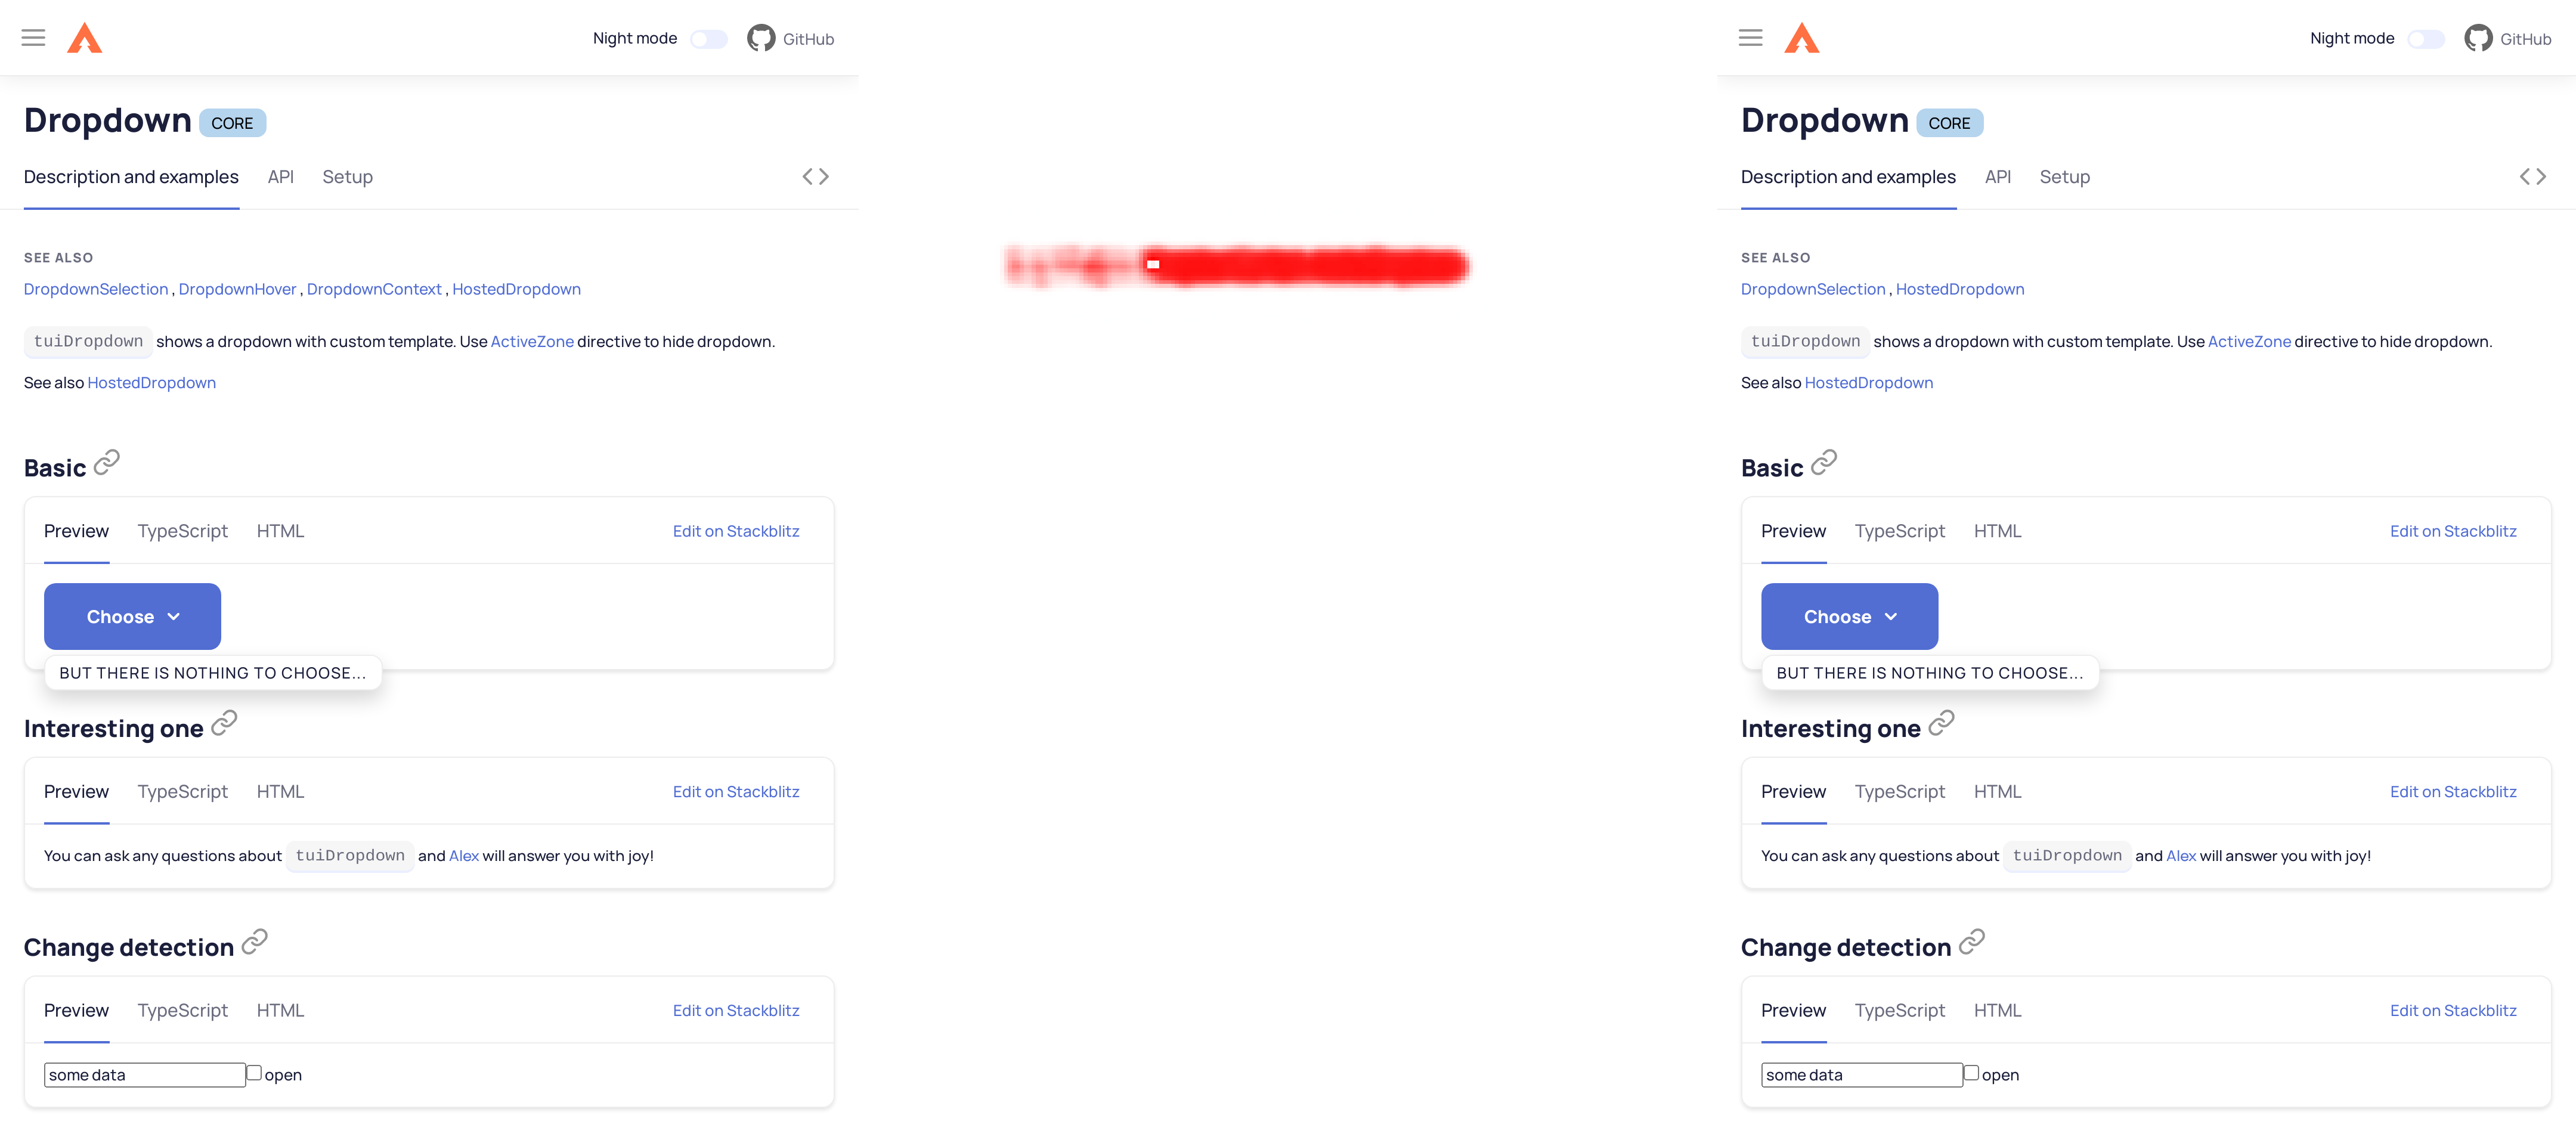 Night mode GitHub
Dropdown CORE
Description and examples API Setup
SEE ALSO
DropdownSelection , DropdownHover , DropdownContext , HostedDropdown
tuiDropdown shows a dropdown with custom template. Use ActiveZone directive to hide dropdown.
See also HostedDropdown
Basic
Preview TypeScript HTML Edit on Stackblitz
Choose
BUT THERE IS NOTHING TO CHOOSE...
Interesting one
Preview TypeScript HTML Edit on Stackblitz
You can ask any questions about tuiDropdown and Alex will answer you with joy!
Change detection
Preview TypeScript HTML Edit on Stackblitz
some data open
Night mode GitHub
Dropdown CORE
Description and examples API Setup
SEE ALSO
DropdownSelection , HostedDropdown
tuiDropdown shows a dropdown with custom template. Use ActiveZone directive to hide dropdown.
See also HostedDropdown
Basic
Preview TypeScript HTML Edit on Stackblitz
Choose
BUT THERE IS NOTHING TO CHOOSE...
Interesting one
Preview TypeScript HTML Edit on Stackblitz
You can ask any questions about tuiDropdown and Alex will answer you with joy!
Change detection
Preview TypeScript HTML Edit on Stackblitz
some data open